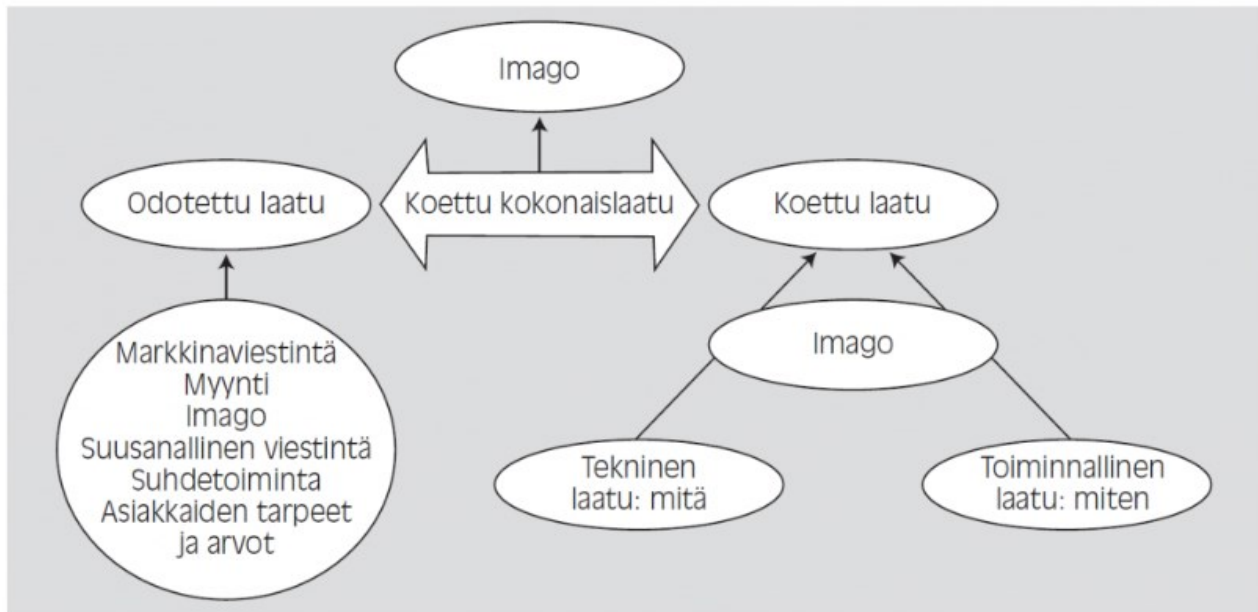 Imago
Odotettu laatu
Koettu kokonaislaatu
Koettu laatu
Markkinaviestintä
Myynti
Imago
Suusanallinen viestintä
Suhdetoiminta
Asiakkaiden tarpeet
ja arvot
Imago
Tekninen
laatu: mitä
Toiminnallinen
laatu: miten